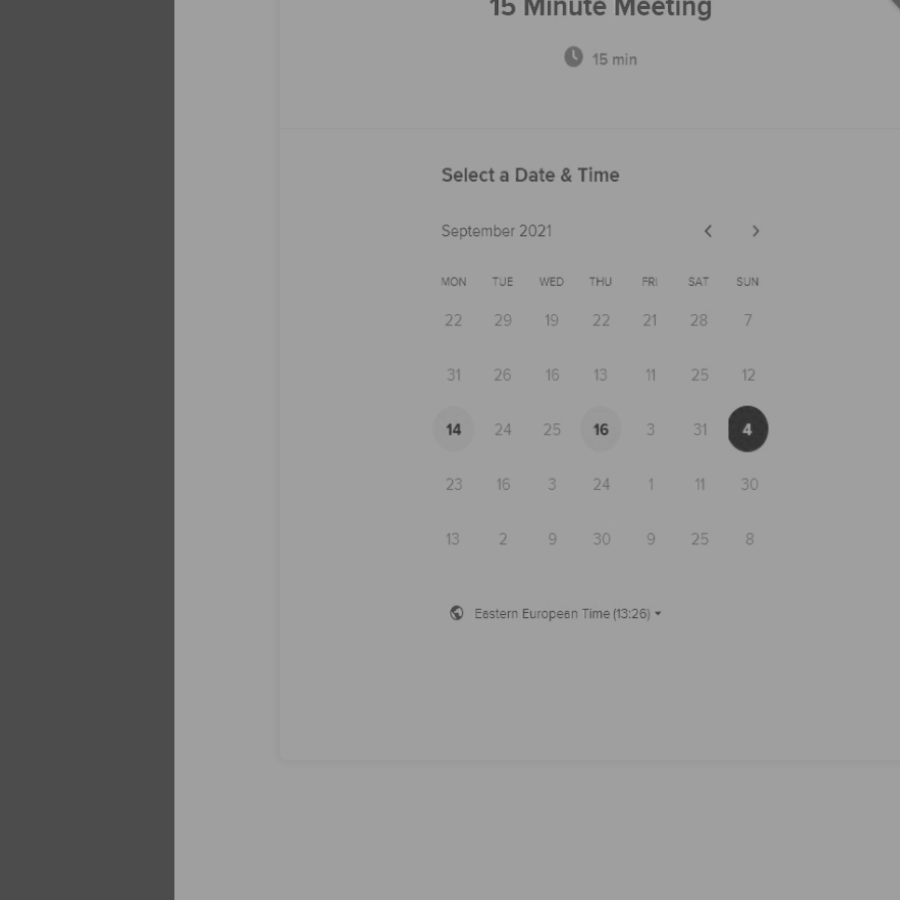 15 Minute Meeting
15 min
Select a Date & Time
September 2021
MON TUE WED THU FRI SAT SUN
22 29 19 22 21 28 7
31 26 16 13 11 25 12
14 24 25 16 3 31 4
23 16 3 24 1 11 30
13 2 9 30 9 25 8
Eastern European Time (13:26)